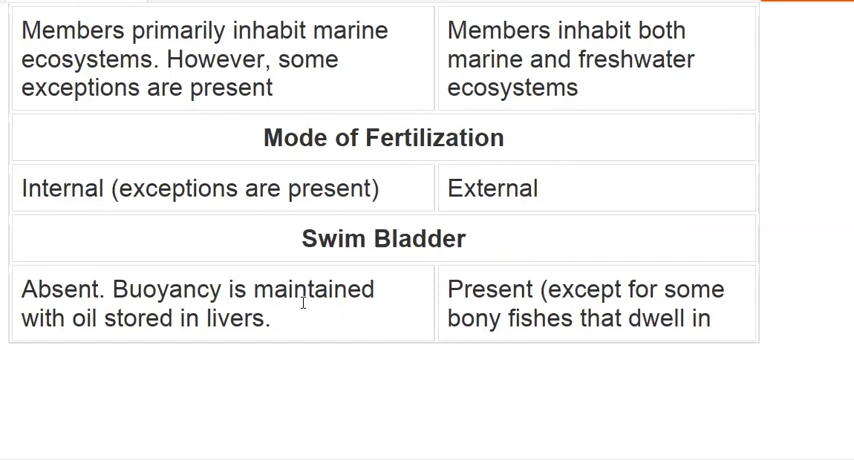 Members primarily inhabit marine
ecosystems. However, some
exceptions are present
Members inhabit both
marine and freshwater
ecosystems
Mode of Fertilization
Internal (exceptions are present)
External
Swim Bladder
Absent. Buoyancy is maintained
with oil stored in livers.
Present (except for some
bony fishes that dwell in